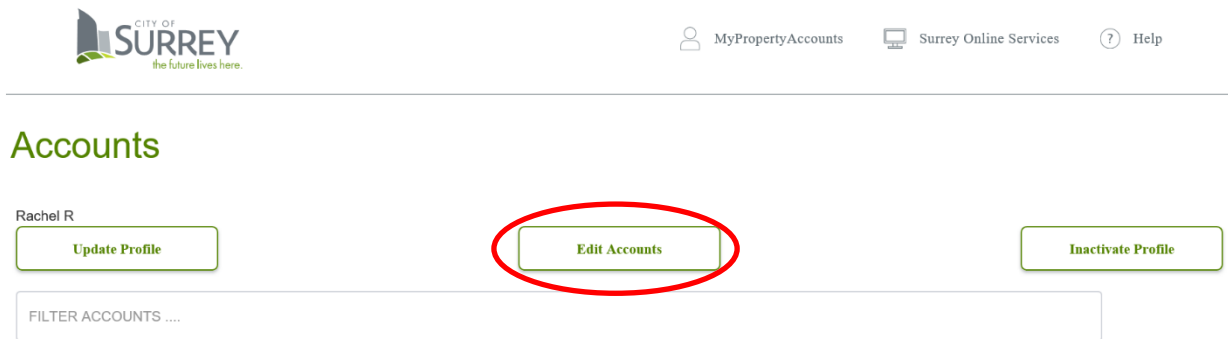 CITY OF
SURREY
the future lives here.
MyPropertyAccounts Surrey Online Services ? Help
Accounts
Rachel R
Update Profile Edit Accounts Inactivate Profile
FILTER ACCOUNTS ....